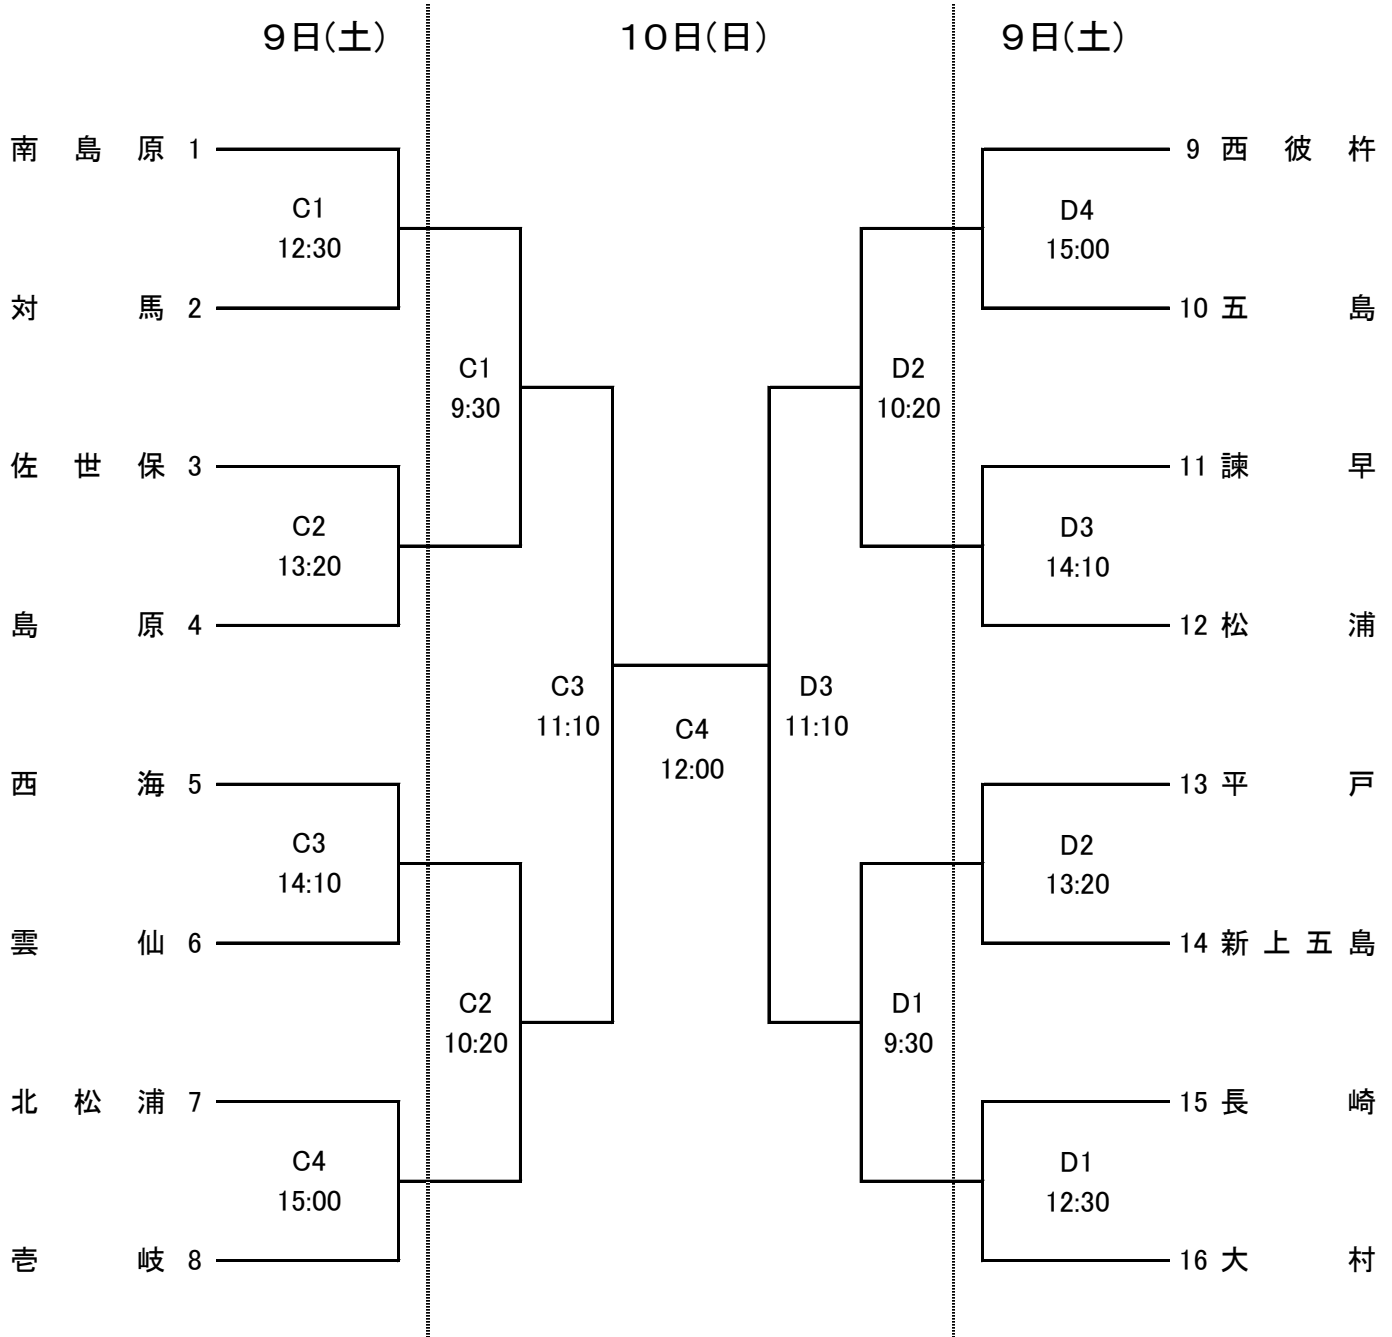 9日(土) 10日(日) 9日(土)
南島原 1
C1
12:30
対馬 2
C1
9:30
佐世保 3
C2
13:20
島原 4
C3
11:10
西海 5
C3
14:10
雲仙 6
C2
10:20
北松浦 7
C4
15:00
壱岐 8
C4
12:00
9 西彼杵
D4
15:00
10 五島
D2
10:20
11 諫早
D3
14:10
12 松浦
D3
11:10
13 平戸
D2
13:20
14 新上五島
D1
9:30
15 長崎
D1
12:30
16 大村